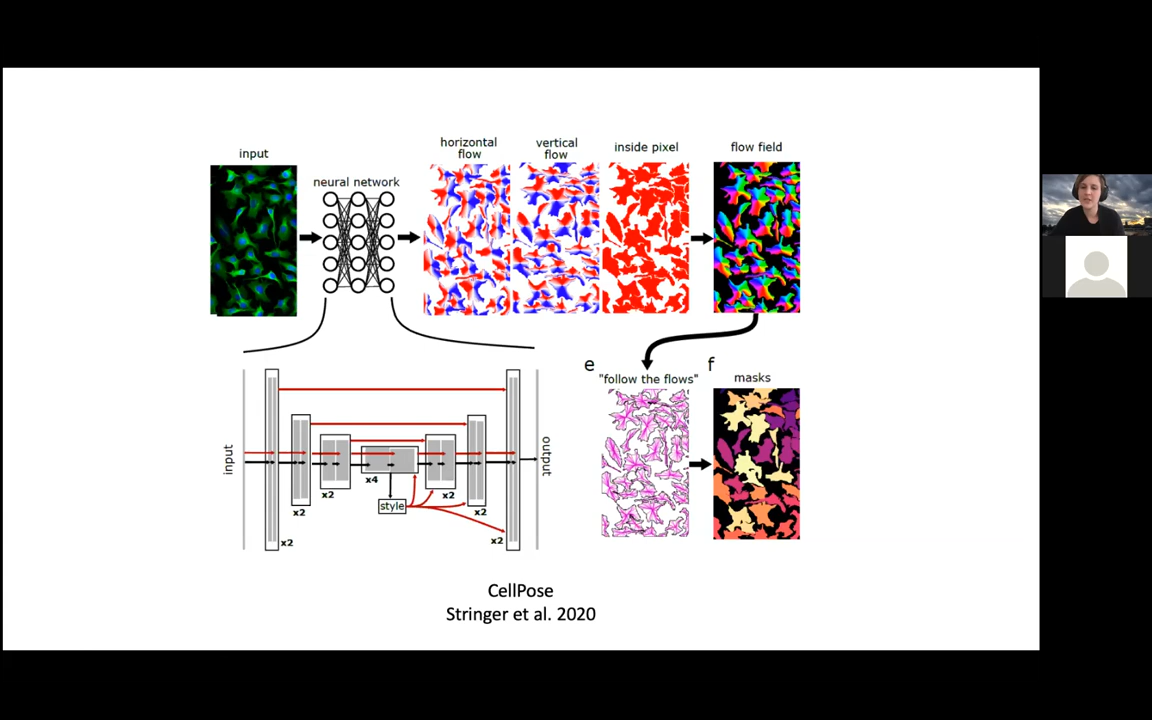 input
neural network
horizontal
flow
vertical
flow
inside pixel
flow field
e
"follow the flows"
f
masks
input
x2
x2
x2
x4
style
x2
x2
x2
output
CellPose
Stringer et al. 2020